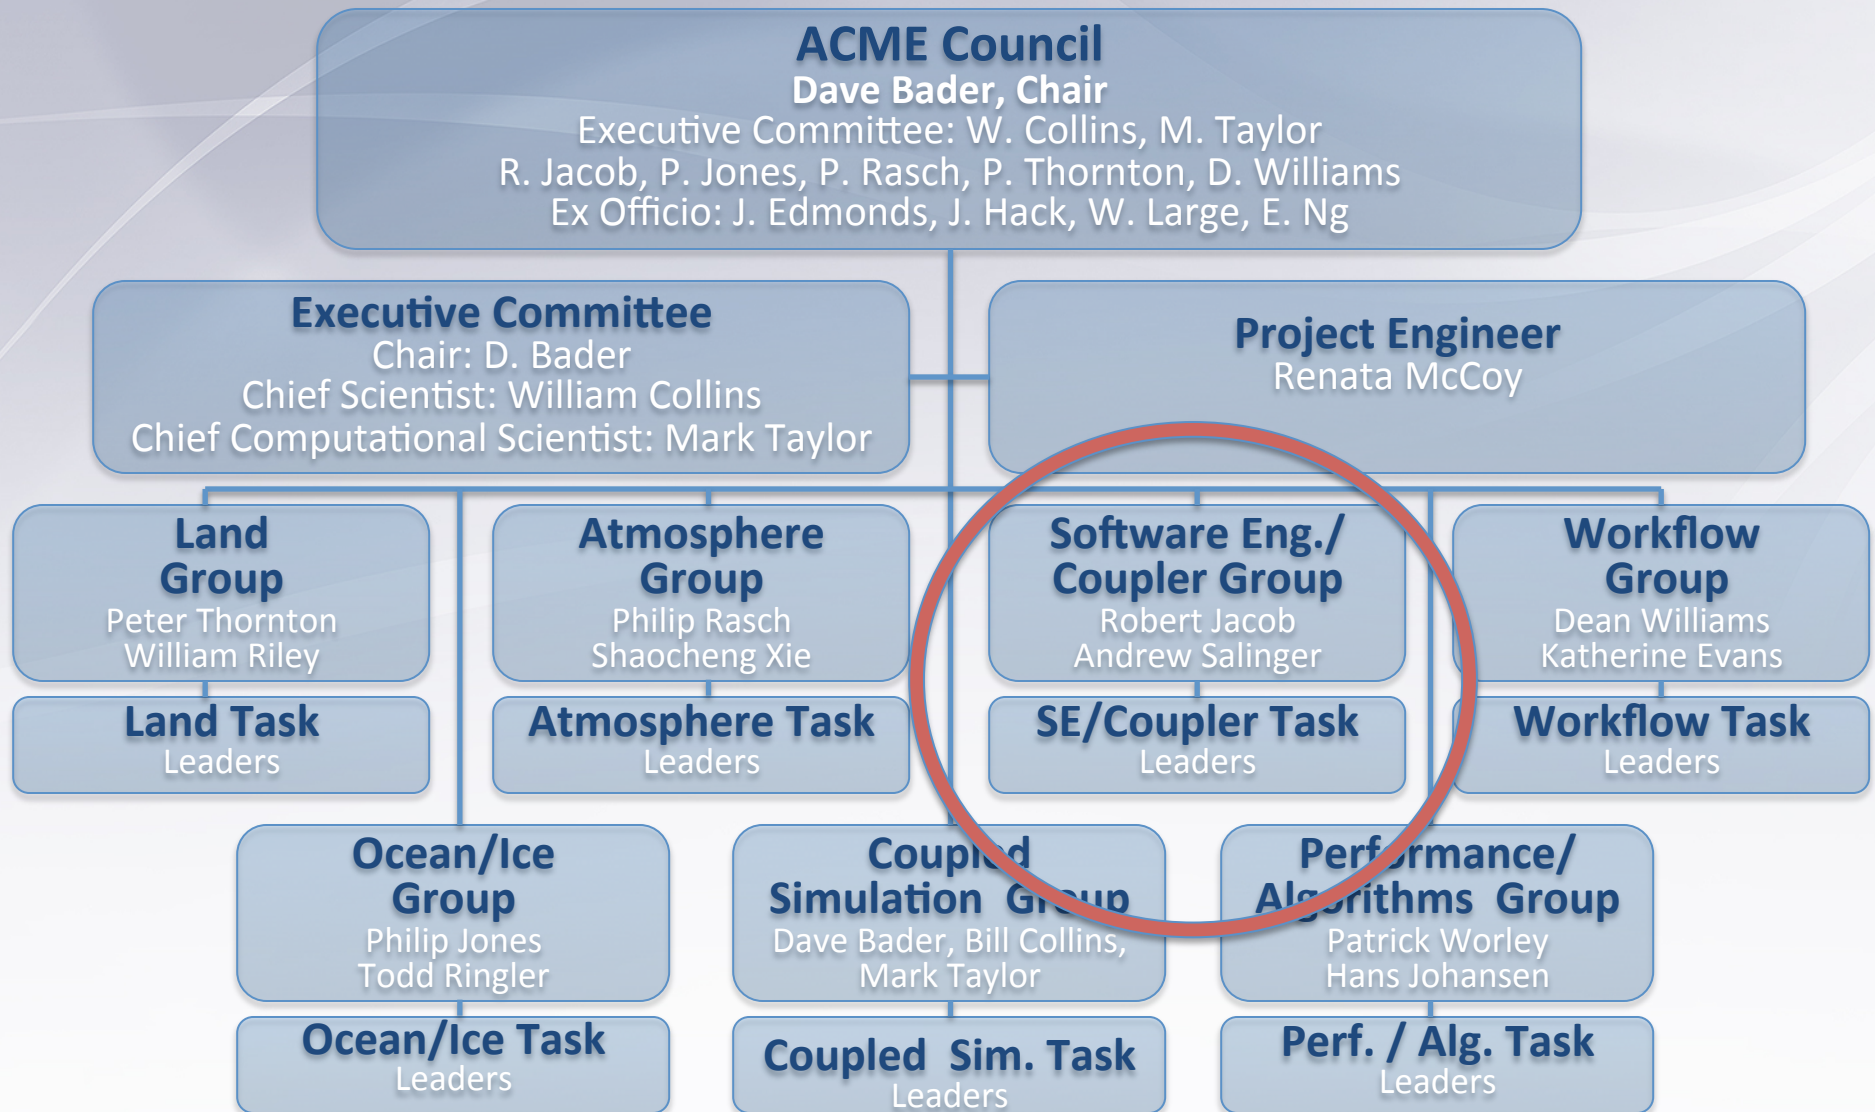 ACME Council
Dave Bader, Chair
Executive Committee: W. Collins, M. Taylor
R. Jacob, P. Jones, P. Rasch, P. Thornton, D. Williams
Ex Officio: J. Edmonds, J. Hack, W. Large, E. Ng
Executive Committee
Chair: D. Bader
Chief Scientist: William Collins
Chief Computational Scientist: Mark Taylor
Project Engineer
Renata McCoy
Land
Group
Peter Thornton
William Riley
Land Task
Leaders
Atmosphere
Group
Philip Rasch
Shaocheng Xie
Atmosphere Task
Leaders
Software Eng./
Coupler Group
Robert Jacob
Andrew Salinger
SE/Coupler Task
Leaders
Workflow
Group
Dean Williams
Katherine Evans
Workflow Task
Leaders
Ocean/Ice
Group
Philip Jones
Todd Ringler
Ocean/Ice Task
Leaders
Coupled
Simulation Group
Dave Bader, Bill Collins,
Mark Taylor
Coupled Sim. Task
Leaders
Performance/
Algorithms Group
Patrick Worley
Hans Johansen
Perf. / Alg. Task
Leaders